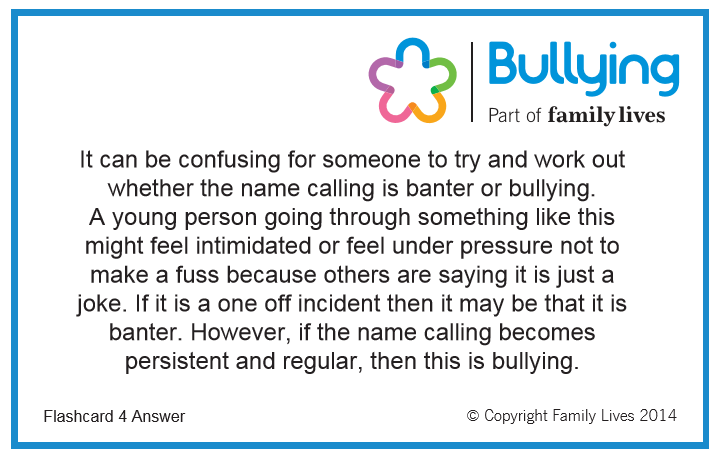 Bullying
Part of family lives
It can be confusing for someone to try and work out
whether the name calling is banter or bullying.
A young person going through something like this
might feel intimidated or feel under pressure not to
make a fuss because others are saying it is just a
joke. If it is a one off incident then it may be that it is
banter. However, if the name calling becomes
persistent and regular, then this is bullying.
Flashcard 4 Answer
© Copyright Family Lives 2014